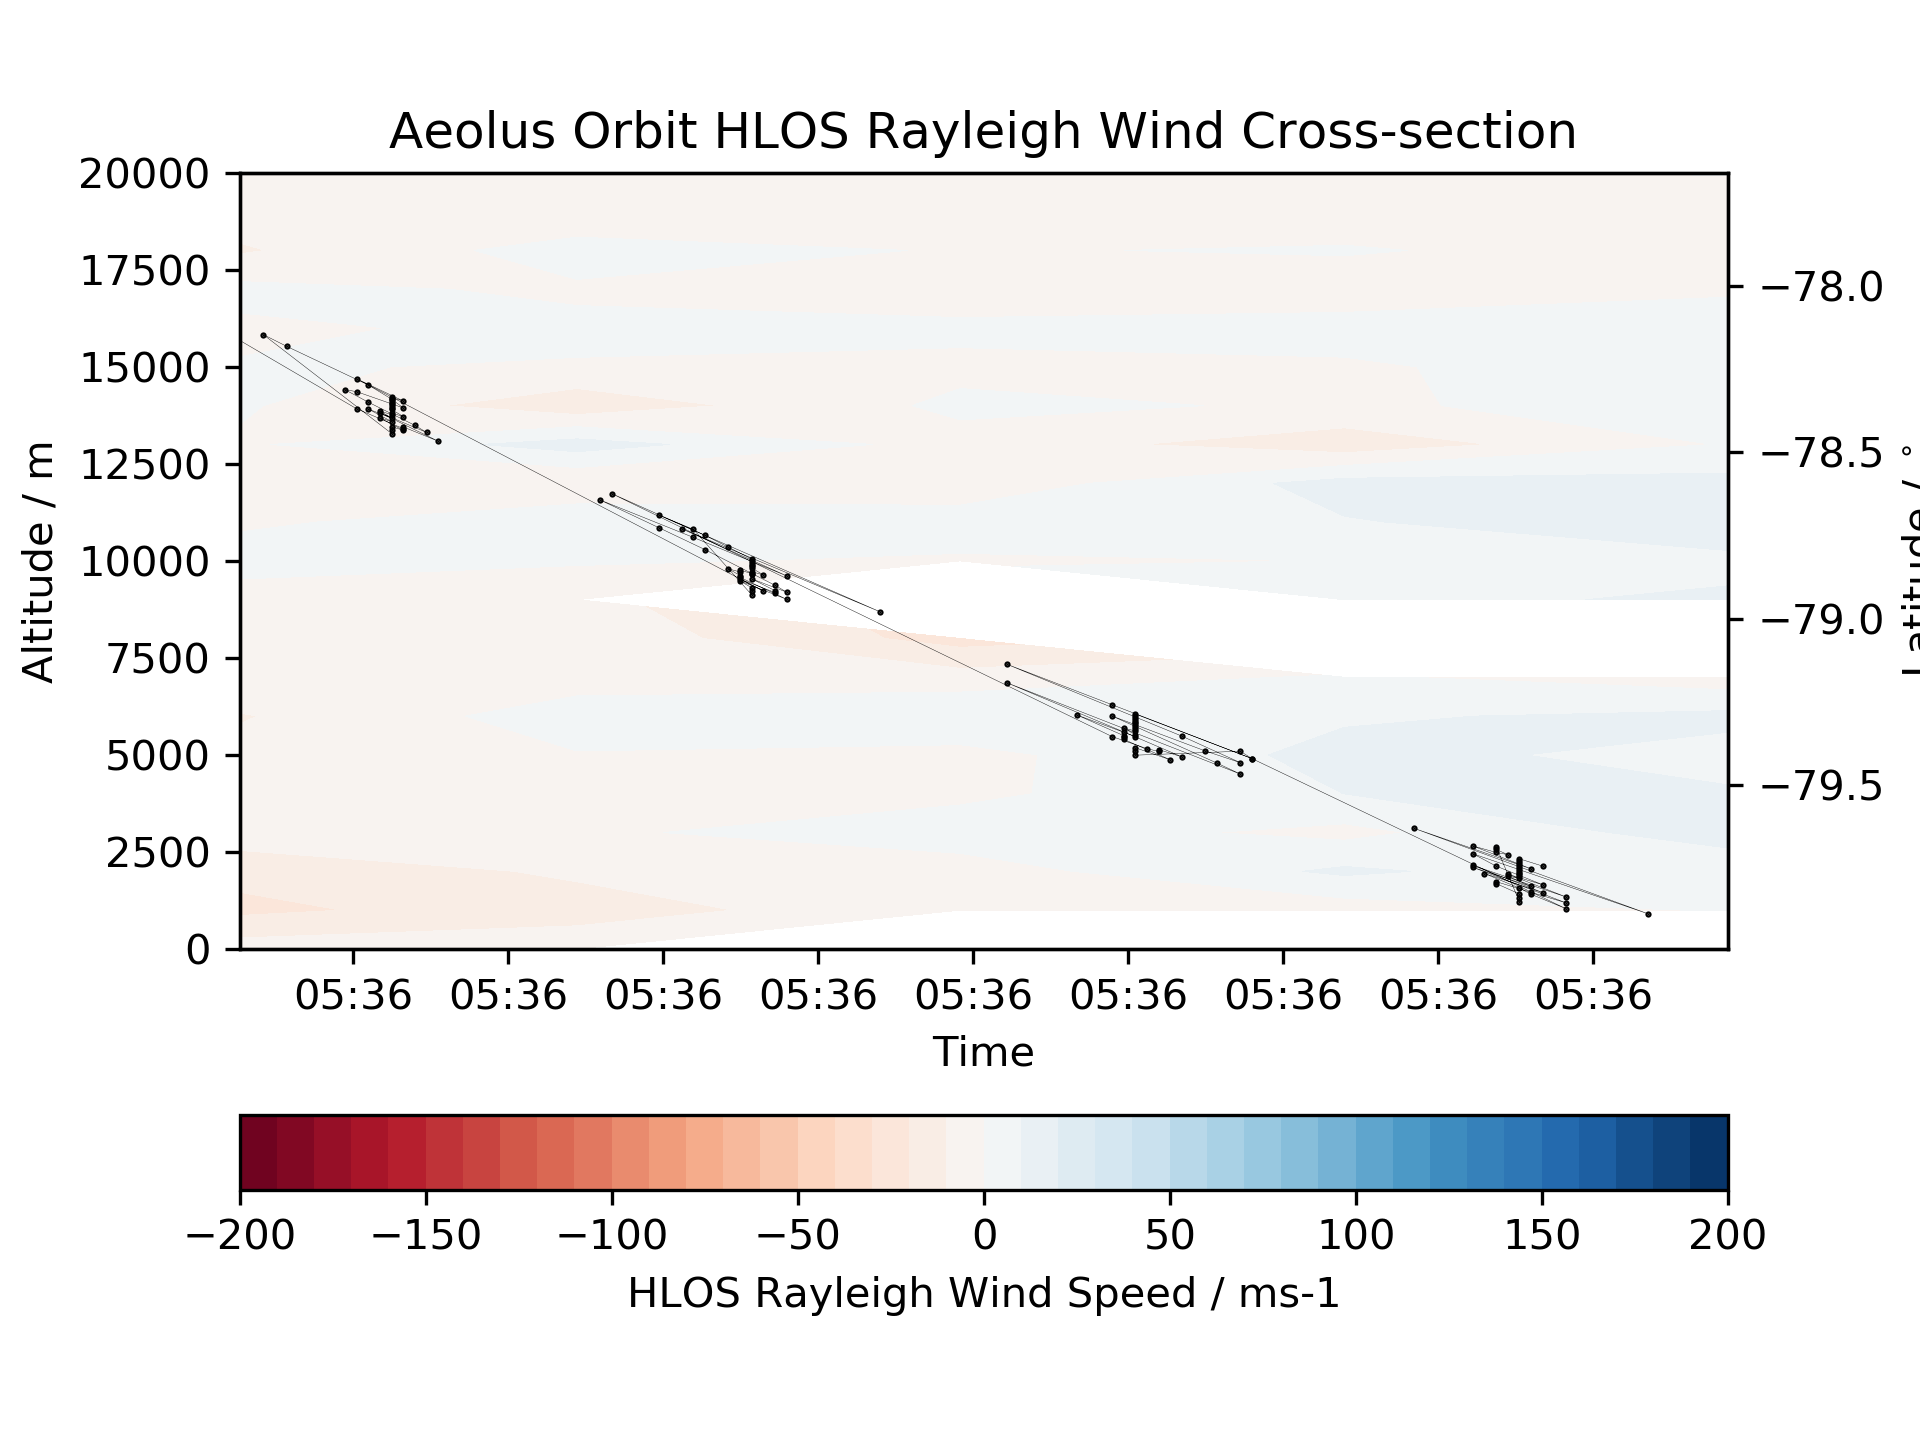 Aeolus Orbit HLOS Rayleigh Wind Cross-section
20000
17500
15000
12500
10000
7500
5000
2500
0
Altitude / m
−78.0
−78.5
−79.0
−79.5
Latitude / °
05:36 05:36 05:36 05:36 05:36 05:36 05:36 05:36 05:36
Time
−200 −150 −100 −50 0 50 100 150 200
HLOS Rayleigh Wind Speed / ms-1